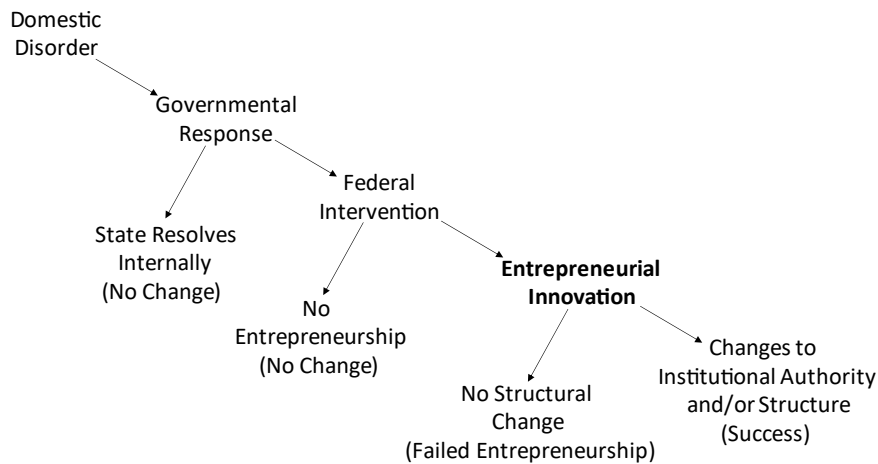 Domestic
Disorder
Governmental
Response
Federal
Intervention
State Resolves
Internally
(No Change)
Entrepreneurial
Innovation
No
Entrepreneurship
(No Change)
Changes to
Institutional Authority
and/or Structure
(Success)
No Structural
Change
(Failed Entrepreneurship)